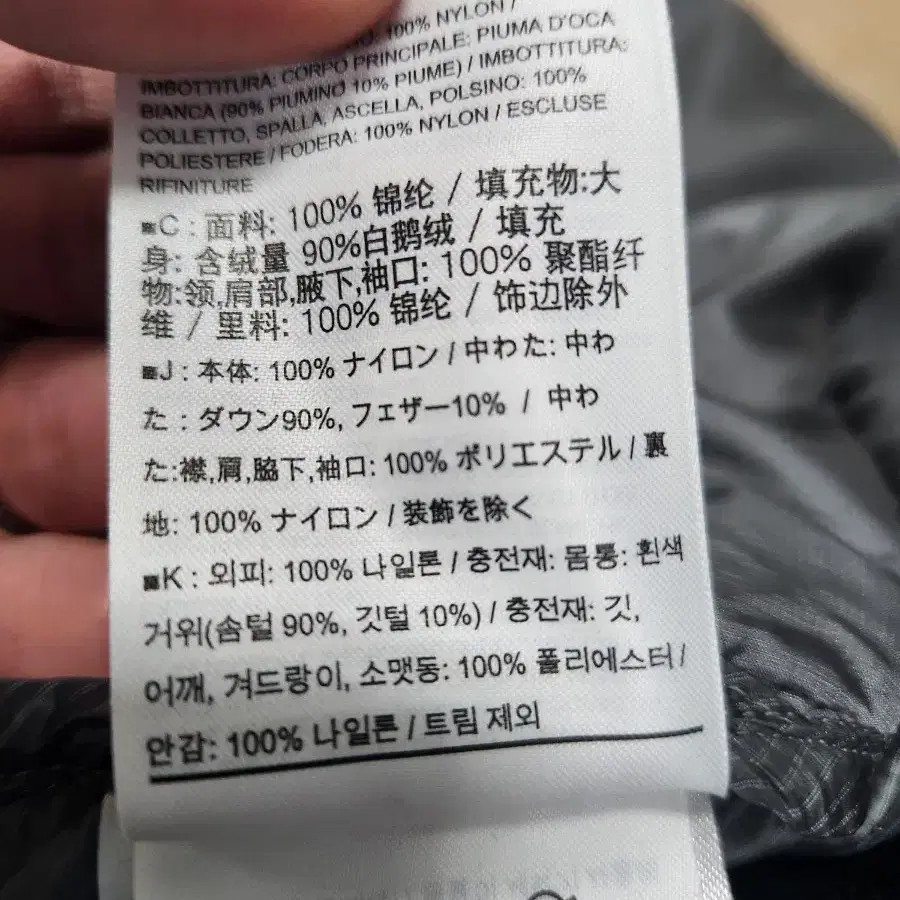 100% NYLON /
IMBOTTITURA: CORPO PRINCIPALE: PIUMA D'OCA
BIANCA (90% PIUMINO 10% PIUME) / IMBOTTITURA:
COLLETTO, SPALLA, ASCELLA, POLSINO: 100%
POLIESTERE / FODERA: 100% NYLON / ESCLUSE
RIFINITURE
■C : 面料: 100% 锦纶 / 填充物:大
身: 含绒量 90%白鹅绒 / 填充
物:领,肩部,腋下,袖口: 100% 聚酯纤
维 / 里料: 100% 锦纶 / 饰边除外
■J : 本体: 100% ナイロン / 中わた: 中わ
た : ダウン90%, フェザー10% / 中わ
た:襟,肩,脇下,袖口: 100% ポリエステル / 裏
地: 100% ナイロン / 装飾を除く
■K : 외피: 100% 나일론 / 충전재: 몸통: 흰색
거위(솜털 90%, 깃털 10%) / 충전재: 깃,
어깨, 겨드랑이, 소맷동: 100% 폴리에스터 /
안감: 100% 나일론 / 트림 제외